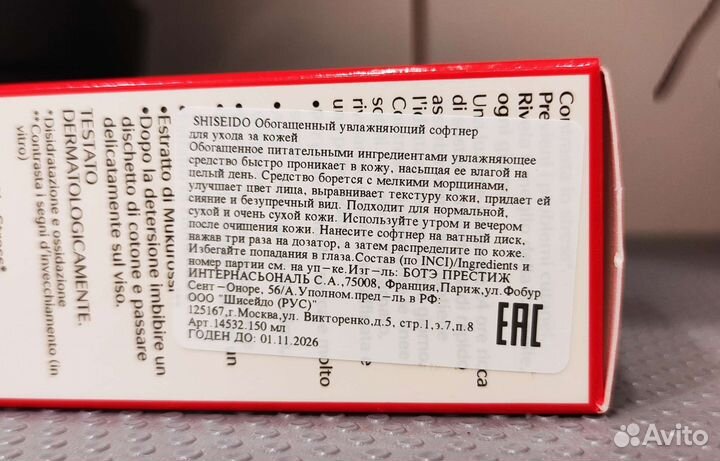 SHISEIDO Обогащенный увлажняющий софтнер
для ухода за кожей
Обогащенное питательными ингредиентами увлажняющее
средство быстро проникает в кожу, насыщая ее влагой на
целый день. Средство борется с мелкими морщинами,
улучшает цвет лица, выравнивает текстуру кожи, придает ей
сияние и безупречный вид. Подходит для нормальной,
сухой и очень сухой кожи. Используйте утром и вечером
после очищения кожи. Нанесите софтнер на ватный диск,
нажав три раза на дозатор, а затем распределите по коже.
Избегайте попадания в глаза.Состав (по INCI)/Ingredients и
номер партии см. на уп-ке.Изг-ль: БОТЭ ПРЕСТИЖ
ИНТЕРНАСЬОНАЛЬ С.А.,75008, Франция,Париж,ул.Фобур
Сент-Оноре, 56/А.Уполном.пред-ль в РФ:
ООО "Шисейдо (РУС)"
125167,г.Москва,ул. Викторенко,д.5, стр.1,э.7,п.8
Арт.14532.150 мл
ГОДЕН ДО: 01.11.2026
EAC
•Estratto di Mukurossi
•Dopo la detersione imbibire un
dischetto di cotone e passare
delicatamente sul viso.
TESTATO
DERMATOLOGICAMENTE.
*Disidratazione e ossidazione
**Contrasta i segni d'invecchiamento (in
vitro)
Avito